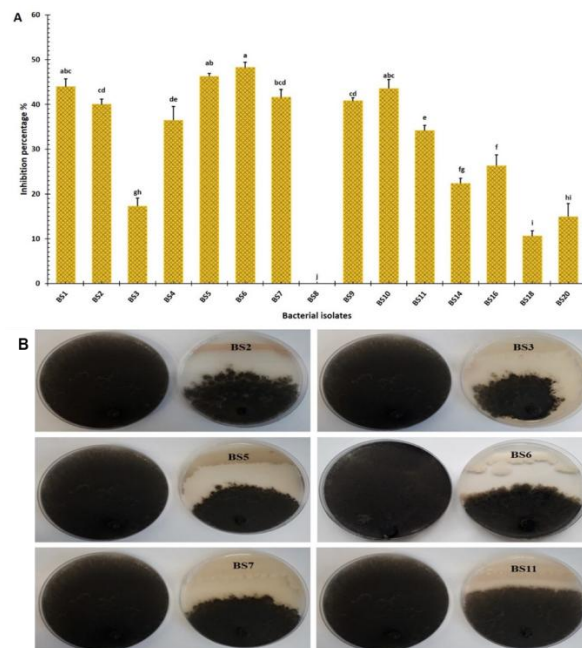 A
Inhibition percentage %
60
50
40
30
20
10
0
abc
cd
gh
de
ab
a
bcd
j
cd
abc
e
fg
f
i
hi
BS1
BS2
BS3
BS4
BS5
BS6
BS7
BS8
BS9
BS10
BS11
BS14
BS16
BS18
BS20
Bacterial isolates
B
BS2
BS3
BS5
BS6
BS7
BS11